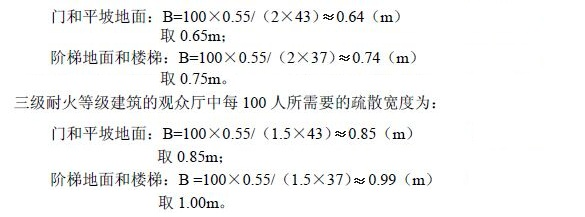 门和平坡地面：B=100×0.55/（2×43）≈0.64（m）
取 0.65m；
阶梯地面和楼梯：B=100×0.55/（2×37）≈0.74（m）
取 0.75m。
三级耐火等级建筑的观众厅中每 100 人所需要的疏散宽度为：
门和平坡地面：B=100×0.55/（1.5×43）≈0.85（m）
取 0.85m；
阶梯地面和楼梯：B =100×0.55/（1.5×37）≈0.99（m）
取 1.00m。